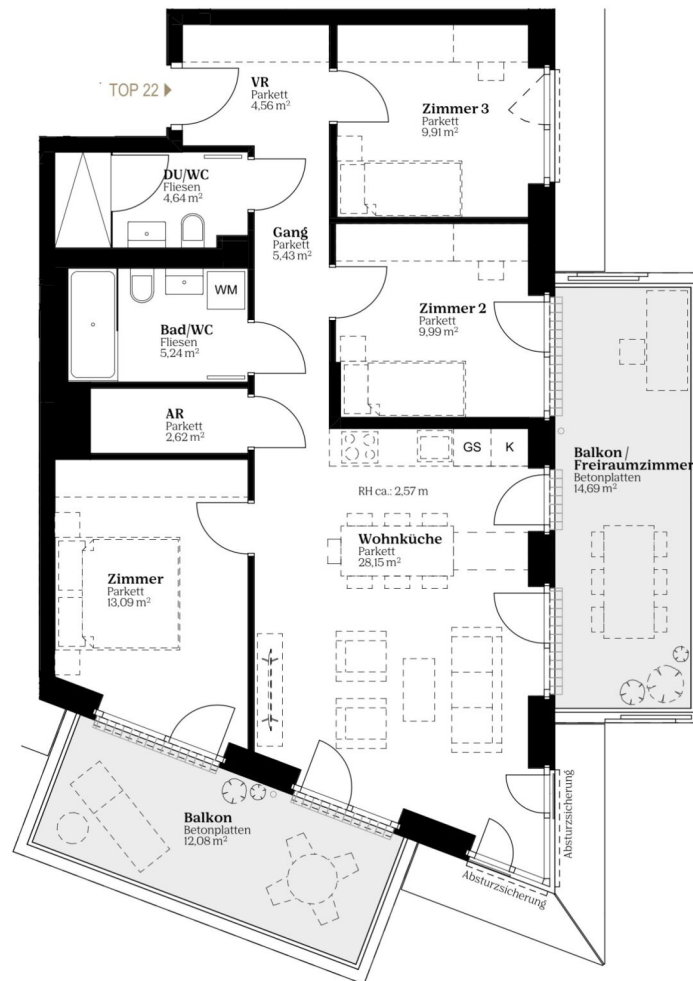 TOP 22
VR
Parkett
4,56 m²
Zimmer 3
Parkett
9,91 m²
DU/WC
Fliesen
4,64 m²
Gang
Parkett
5,43 m²
WM
Bad/WC
Fliesen
5,24 m²
Zimmer 2
Parkett
9,99 m²
AR
Parkett
2,62 m²
GS
K
RH ca.: 2,57 m
Balkon /
Freiraumzimmer
Betonplatten
14,69 m²
Wohnküche
Parkett
28,15 m²
Zimmer
Parkett
13,09 m²
Balkon
Betonplatten
12,08 m²
Absturzsicherung
Absturzsicherung